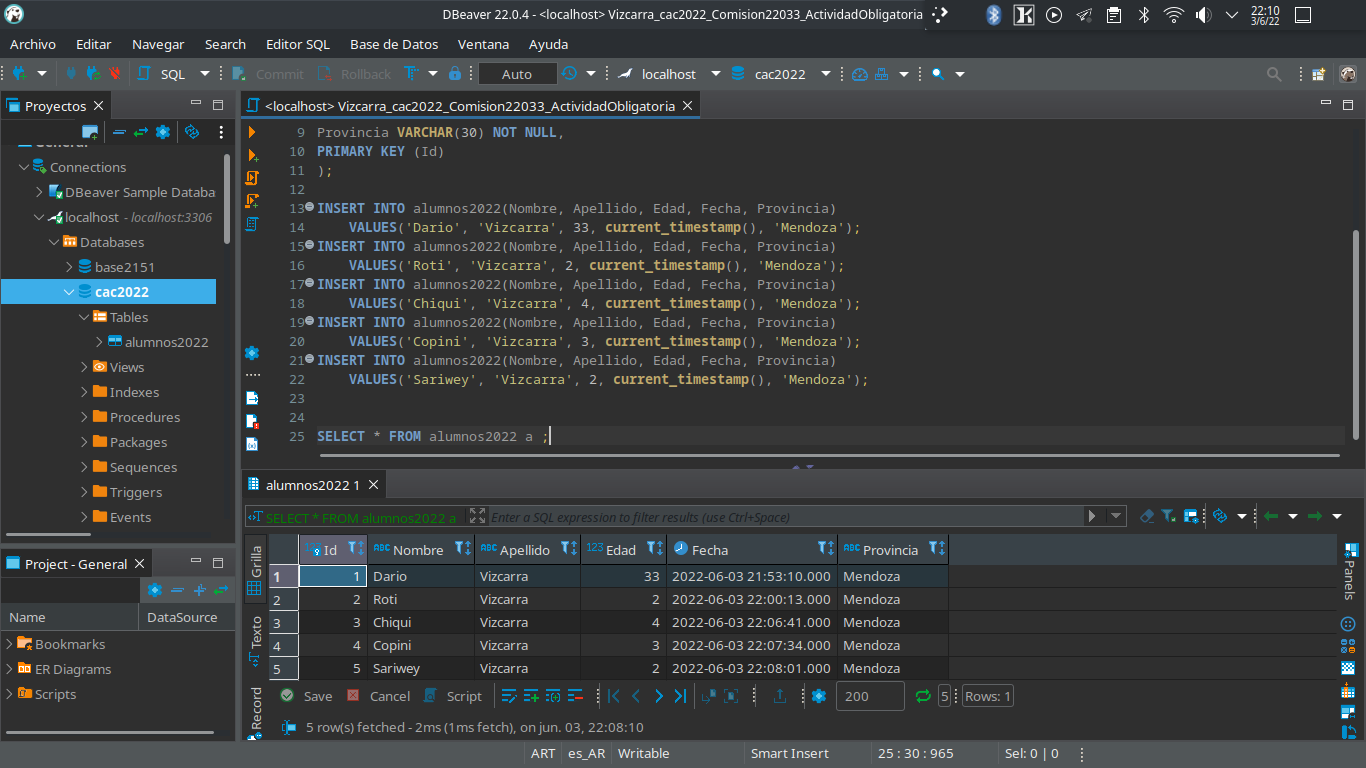 DBeaver 22.0.4 - <localhost> Vizcarra_cac2022_Comision22033_ActividadObligatoria
22:10
3/6/22
Archivo Editar Navegar Search Editor SQL Base de Datos Ventana Ayuda
SQL Commit Rollback Auto localhost cac2022
Proyectos
<localhost> Vizcarra_cac2022_Comision22033_ActividadObligatoria
General
Connections
DBeaver Sample Databa
localhost - localhost:3306
Databases
base2151
cac2022
Tables
alumnos2022
Views
Indexes
Procedures
Packages
Sequences
Triggers
Events
9 Provincia VARCHAR(30) NOT NULL,
10 PRIMARY KEY (Id)
11 );
12
13 INSERT INTO alumnos2022(Nombre, Apellido, Edad, Fecha, Provincia)
14 VALUES('Dario', 'Vizcarra', 33, current_timestamp(), 'Mendoza');
15 INSERT INTO alumnos2022(Nombre, Apellido, Edad, Fecha, Provincia)
16 VALUES('Roti', 'Vizcarra', 2, current_timestamp(), 'Mendoza');
17 INSERT INTO alumnos2022(Nombre, Apellido, Edad, Fecha, Provincia)
18 VALUES('Chiqui', 'Vizcarra', 4, current_timestamp(), 'Mendoza');
19 INSERT INTO alumnos2022(Nombre, Apellido, Edad, Fecha, Provincia)
20 VALUES('Copini', 'Vizcarra', 3, current_timestamp(), 'Mendoza');
21 INSERT INTO alumnos2022(Nombre, Apellido, Edad, Fecha, Provincia)
22 VALUES('Sariwey', 'Vizcarra', 2, current_timestamp(), 'Mendoza');
23
24
25 SELECT * FROM alumnos2022 a ;
Project - General
Name DataSource
Bookmarks
ER Diagrams
Scripts
alumnos2022 1
SELECT * FROM alumnos2022 a Enter a SQL expression to filter results (use Ctrl+Space)
Grilla
Texto
Record
Panels
123 Id ABC Nombre ABC Apellido 123 Edad Fecha ABC Provincia
1 1 Dario Vizcarra 33 2022-06-03 21:53:10.000 Mendoza
2 2 Roti Vizcarra 2 2022-06-03 22:00:13.000 Mendoza
3 3 Chiqui Vizcarra 4 2022-06-03 22:06:41.000 Mendoza
4 4 Copini Vizcarra 3 2022-06-03 22:07:34.000 Mendoza
5 5 Sariwey Vizcarra 2 2022-06-03 22:08:01.000 Mendoza
Save Cancel Script 200 5 Rows: 1
5 row(s) fetched - 2ms (1ms fetch), on jun. 03, 22:08:10
ART es_AR Writable Smart Insert 25 : 30 : 965 Sel: 0 | 0